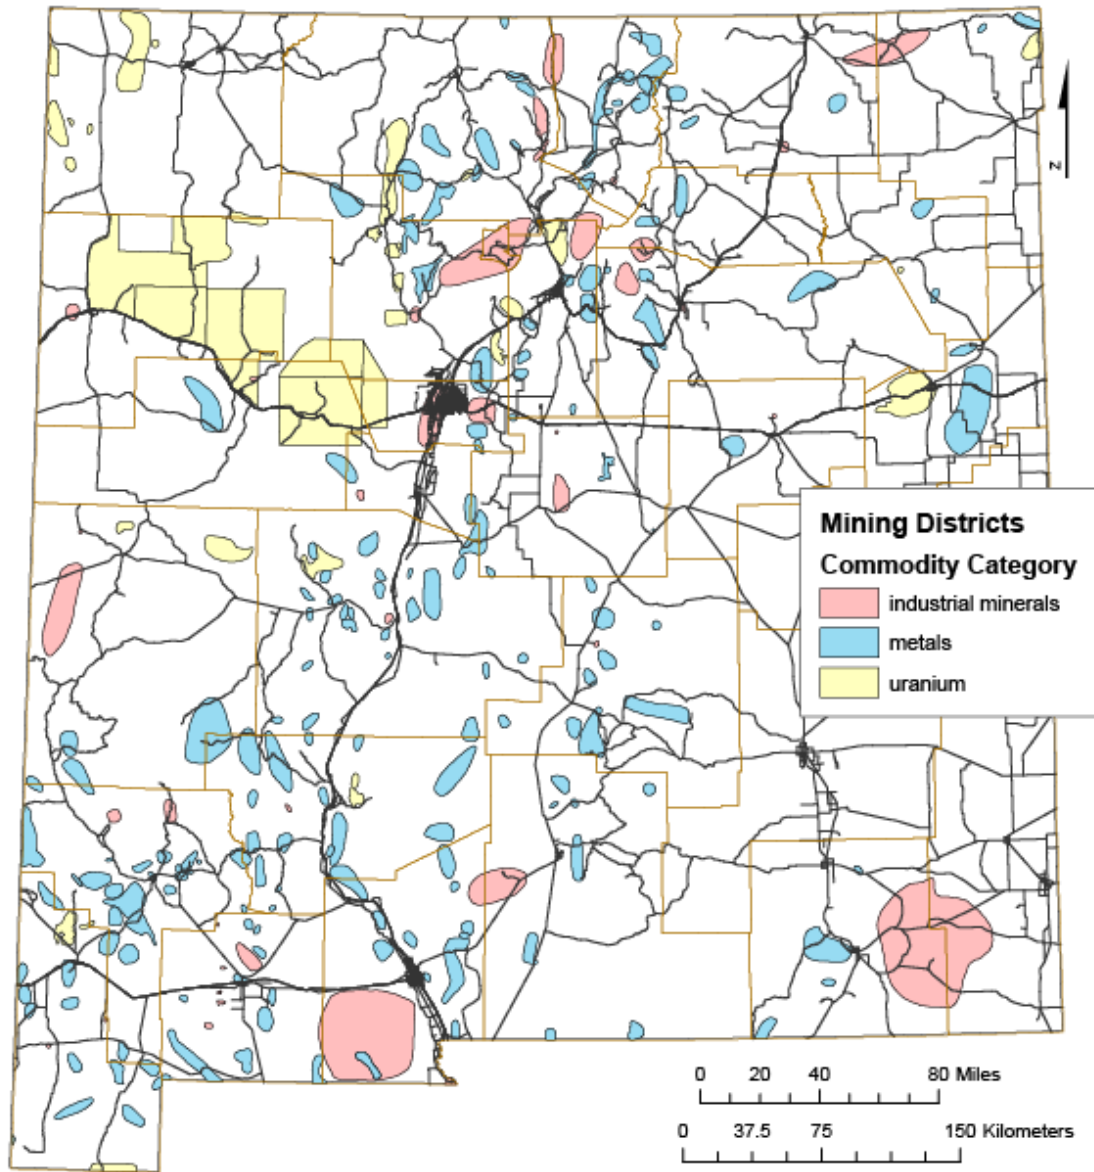 z
Mining Districts
Commodity Category
industrial minerals
metals
uranium
0 20 40 80 Miles
0 37.5 75 150 Kilometers